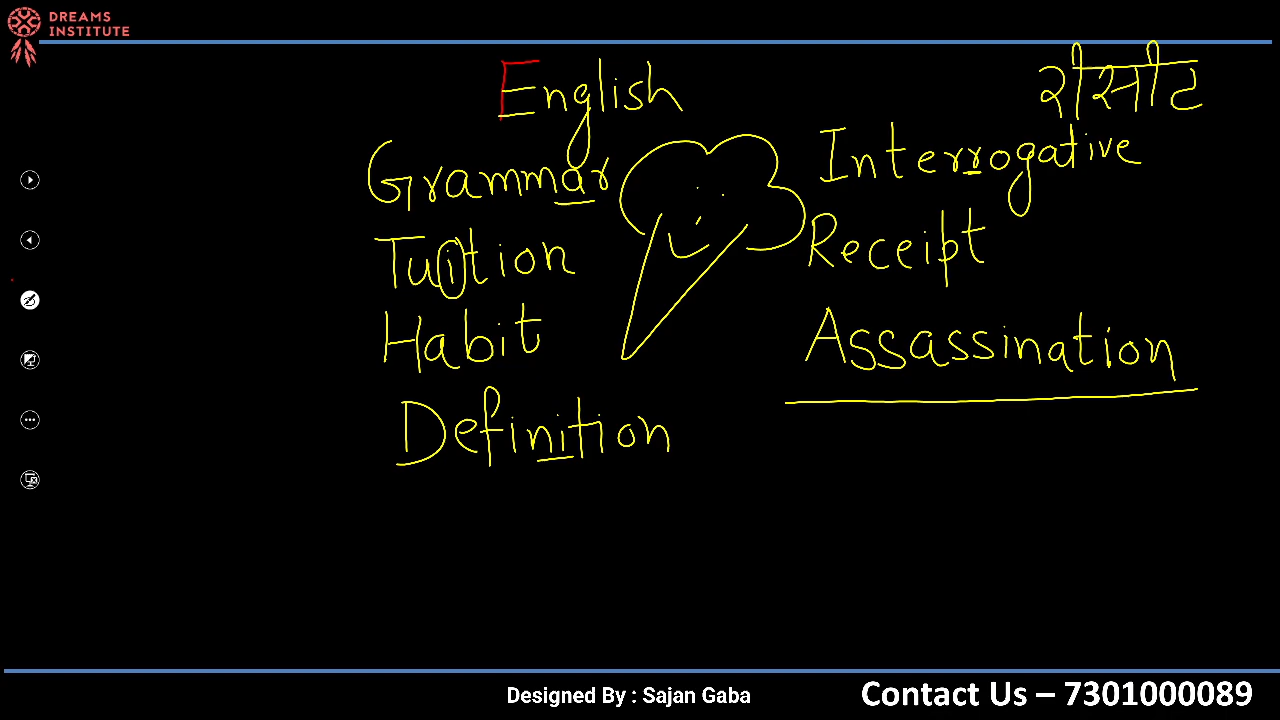 DREAMS
INSTITUTE
English
Grammar
Tuition
Habit
Definition
रीसीट
Interrogative
Receipt
Assassination
Designed By : Sajan Gaba
Contact Us – 7301000089